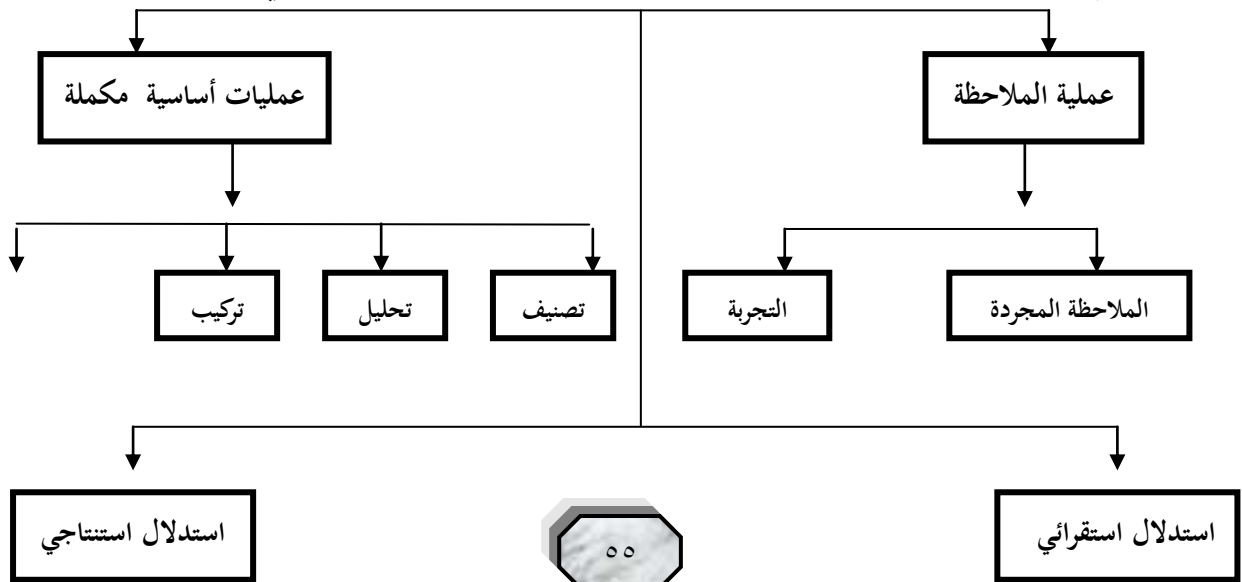 عملية الملاحظة
عمليات أساسية مكملة
الملاحظة المجردة
التجربة
تصنيف
تحليل
تركيب
استدلال استقرائي
استدلال استنتاجي
٥٥